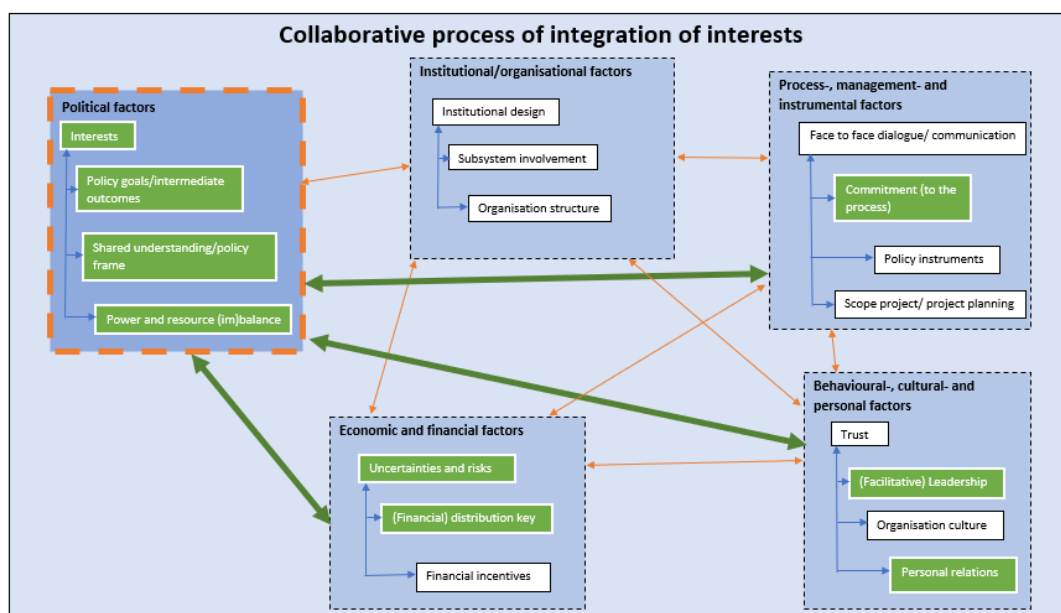 Collaborative process of integration of interests
Political factors
Interests
Policy goals/intermediate
outcomes
Shared understanding/policy
frame
Power and resource (im)balance
Institutional/organisational factors
Institutional design
Subsystem involvement
Organisation structure
Process-, management- and
instrumental factors
Face to face dialogue/ communication
Commitment (to the
process)
Policy instruments
Scope project/ project planning
Economic and financial factors
Uncertainties and risks
(Financial) distribution key
Financial incentives
Behavioural-, cultural- and
personal factors
Trust
(Facilitative) Leadership
Organisation culture
Personal relations